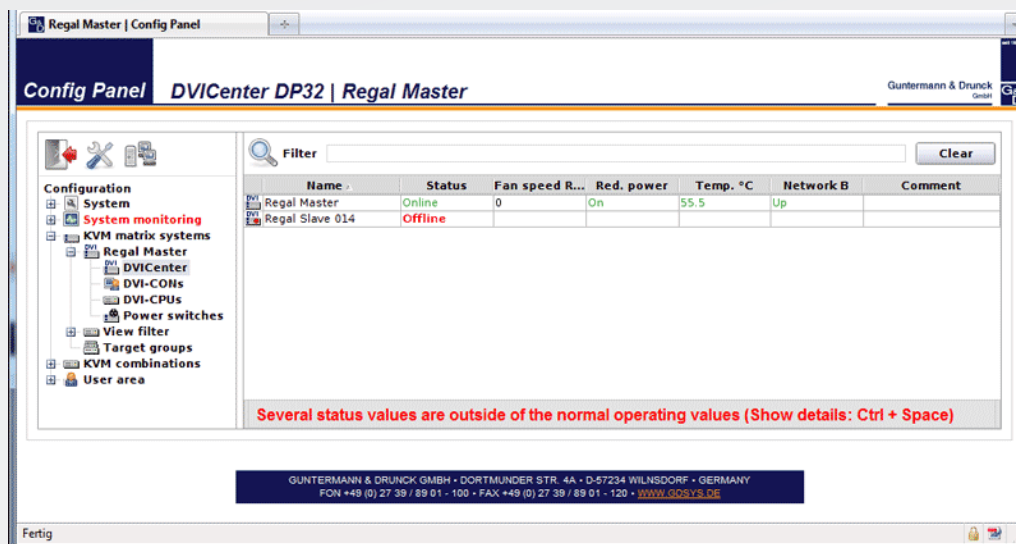 Regal Master | Config Panel
Config Panel
DVICenter DP32 | Regal Master
Guntermann & Drunck
GmbH
Filter
Clear
Configuration
System
System monitoring
KVM matrix systems
Regal Master
DVICenter
DVI-CONs
DVI-CPUs
Power switches
View filter
Target groups
KVM combinations
User area
Name Status Fan speed R... Red. power Temp. °C Network B Comment
Regal Master Online 0 On 55.5 Up
Regal Slave 014 Offline
Several status values are outside of the normal operating values (Show details: Ctrl + Space)
GUNTERMANN & DRUNCK GMBH • DORTMUNDER STR. 4A • D-57234 WILNSDORF • GERMANY
FON +49 (0) 27 39 / 89 01 - 100 • FAX +49 (0) 27 39 / 89 01 - 120 • WWW.GDSYS.DE
Fertig